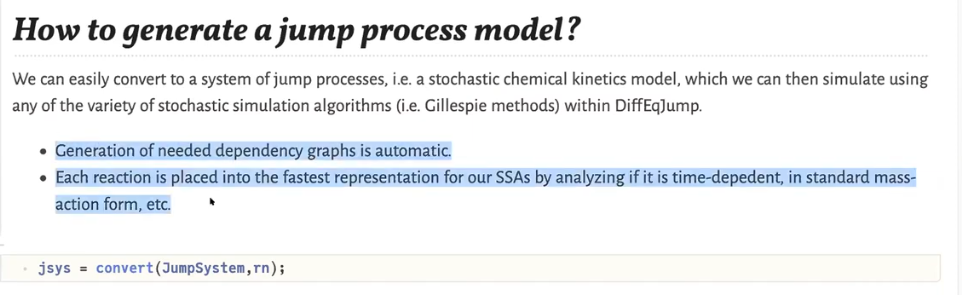 How to generate a jump process model?
We can easily convert to a system of jump processes, i.e. a stochastic chemical kinetics model, which we can then simulate using
any of the variety of stochastic simulation algorithms (i.e. Gillespie methods) within DiffEqJump.
• Generation of needed dependency graphs is automatic.
• Each reaction is placed into the fastest representation for our SSAs by analyzing if it is time-depedent, in standard mass-
action form, etc.
jsys = convert(JumpSystem,rn);